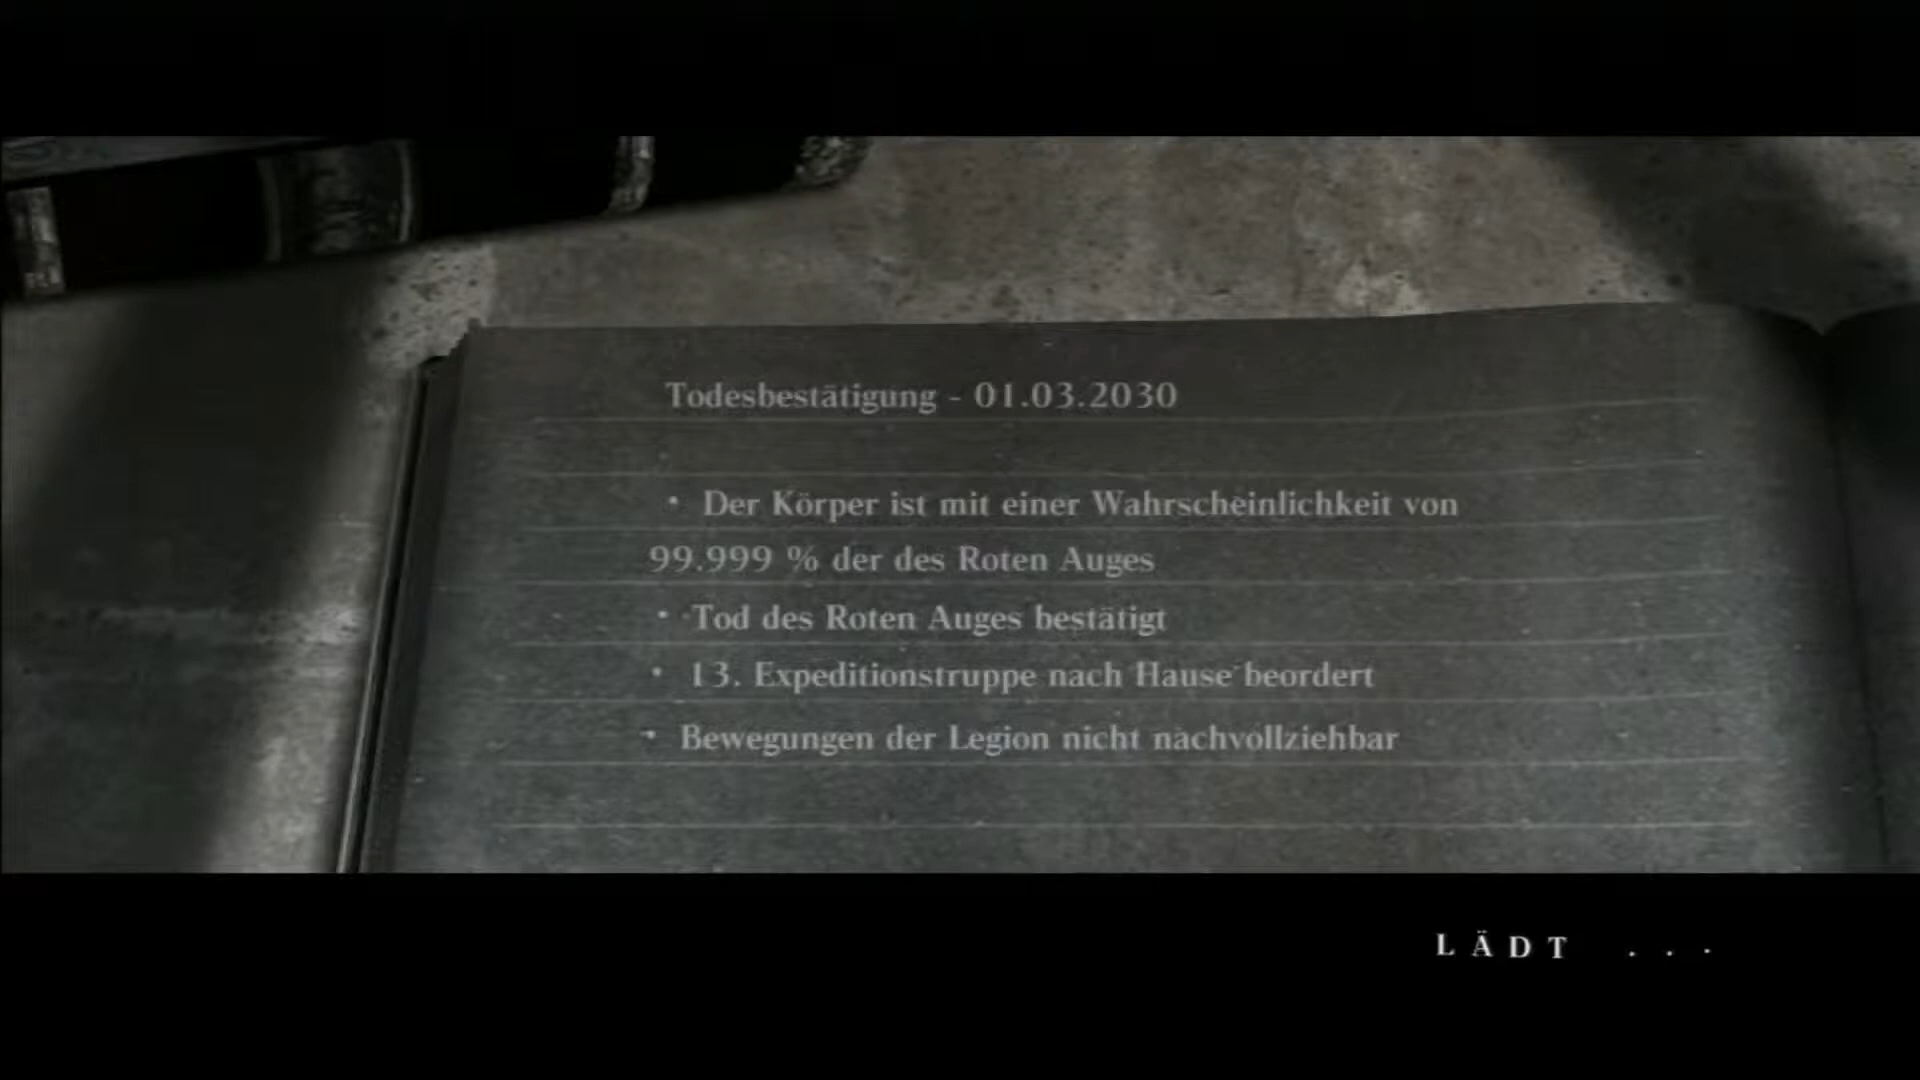 Todesbestätigung - 01.03.2030
• Der Körper ist mit einer Wahrscheinlichkeit von
99.999 % der des Roten Auges
• Tod des Roten Auges bestätigt
• 13. Expeditionstruppe nach Hause beordert
• Bewegungen der Legion nicht nachvollziehbar
LÄDT . . .